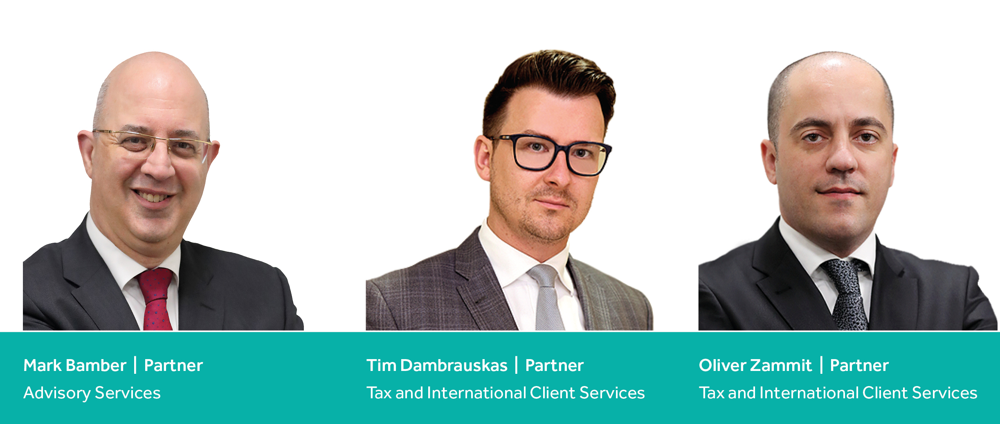 Mark Bamber | Partner
Advisory Services
Tim Dambrauskas | Partner
Tax and International Client Services
Oliver Zammit | Partner
Tax and International Client Services